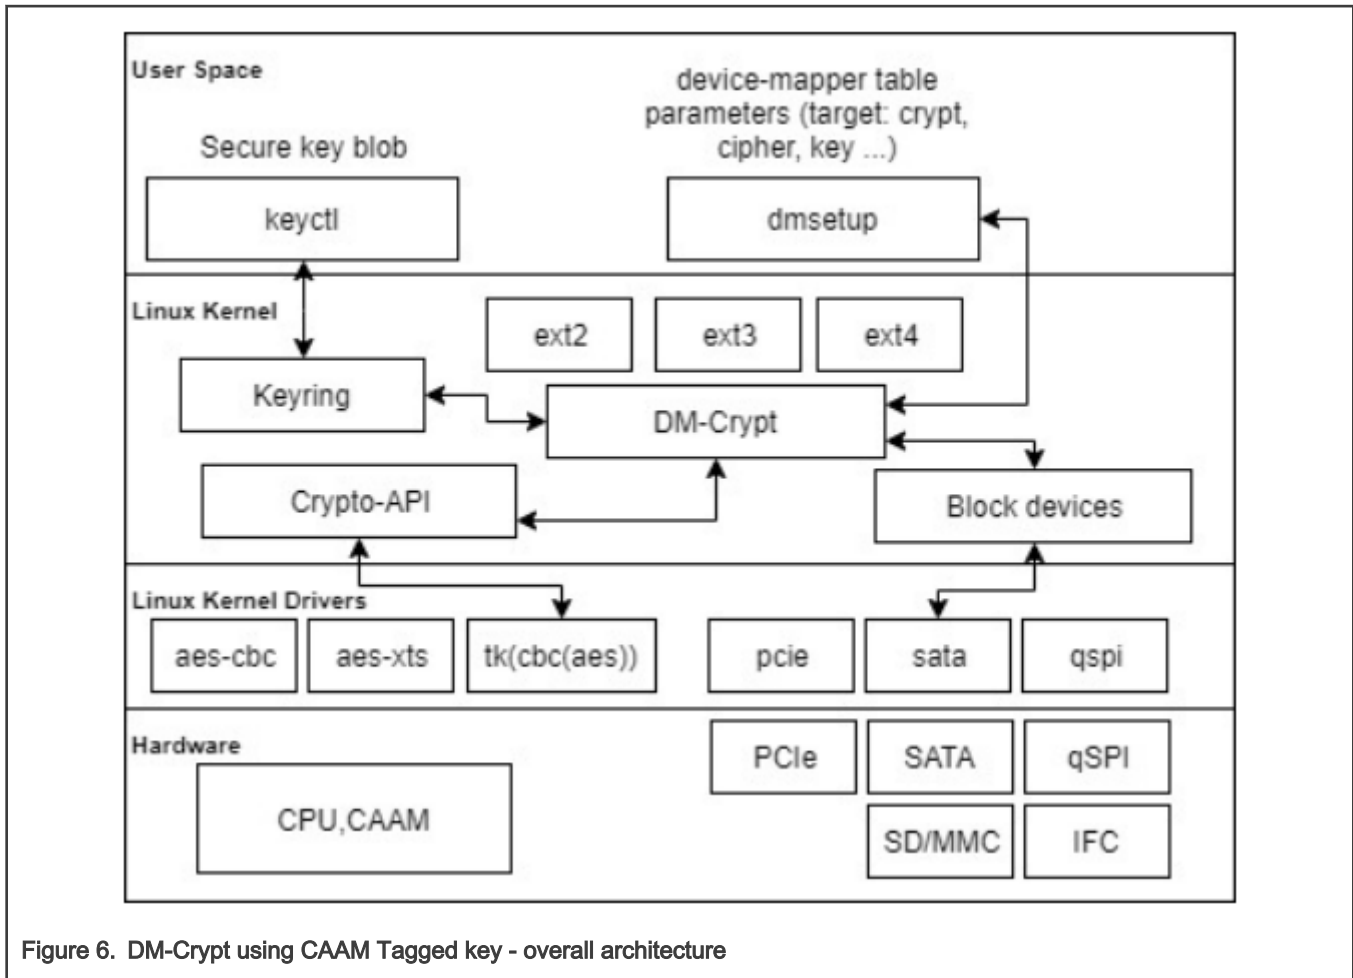 User Space
device-mapper table
parameters (target: crypt,
cipher, key ...)
Secure key blob
keyctl
dmsetup
Linux Kernel
ext2
ext3
ext4
Keyring
DM-Crypt
Crypto-API
Block devices
Linux Kernel Drivers
aes-cbc
aes-xts
tk(cbc(aes))
pcie
sata
qspi
Hardware
PCIe
SATA
qSPI
CPU,CAAM
SD/MMC
IFC
Figure 6. DM-Crypt using CAAM Tagged key - overall architecture